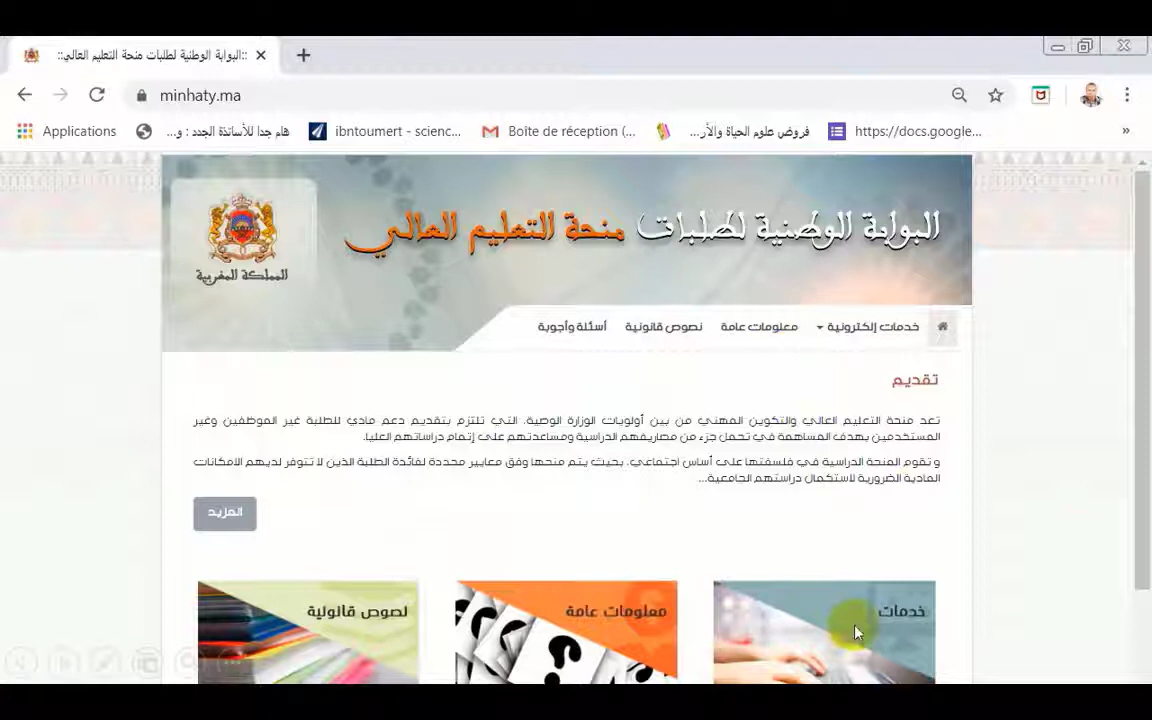 ::البوابة الوطنية لطلبات منحة التعليم العالي::
minhaty.ma
Applications
هام جدا للأساتذة الجدد : و...
ibntoumert - scienc...
Boîte de réception (...
فروض علوم الحياة والأر...
https://docs.google...
»
البوابة الوطنية لطلبات منحة التعليم العالي
المملكة المغربية
خدمات إلكترونية
معلومات عامة
نصوص قانونية
أسئلة وأجوبة
تقديم
تعد منحة التعليم العالي والتكوين المهني من بين أولويات الوزارة الوصية، التي تلتزم بتقديم دعم مادي للطلبة غير الموظفين وغير
المستخدمين بهدف المساهمة في تحمل جزء من مصاريفهم الدراسية ومساعدتهم على إتمام دراساتهم العليا.
و تقوم المنحة الدراسية في فلسفتها على أساس اجتماعي، بحيث يتم منحها وفق معايير محددة لفائدة الطلبة الذين لا تتوفر لديهم الامكانات
المادية الضرورية لاستكمال دراستهم الجامعية...
المزيد
خدمات
معلومات عامة
نصوص قانونية